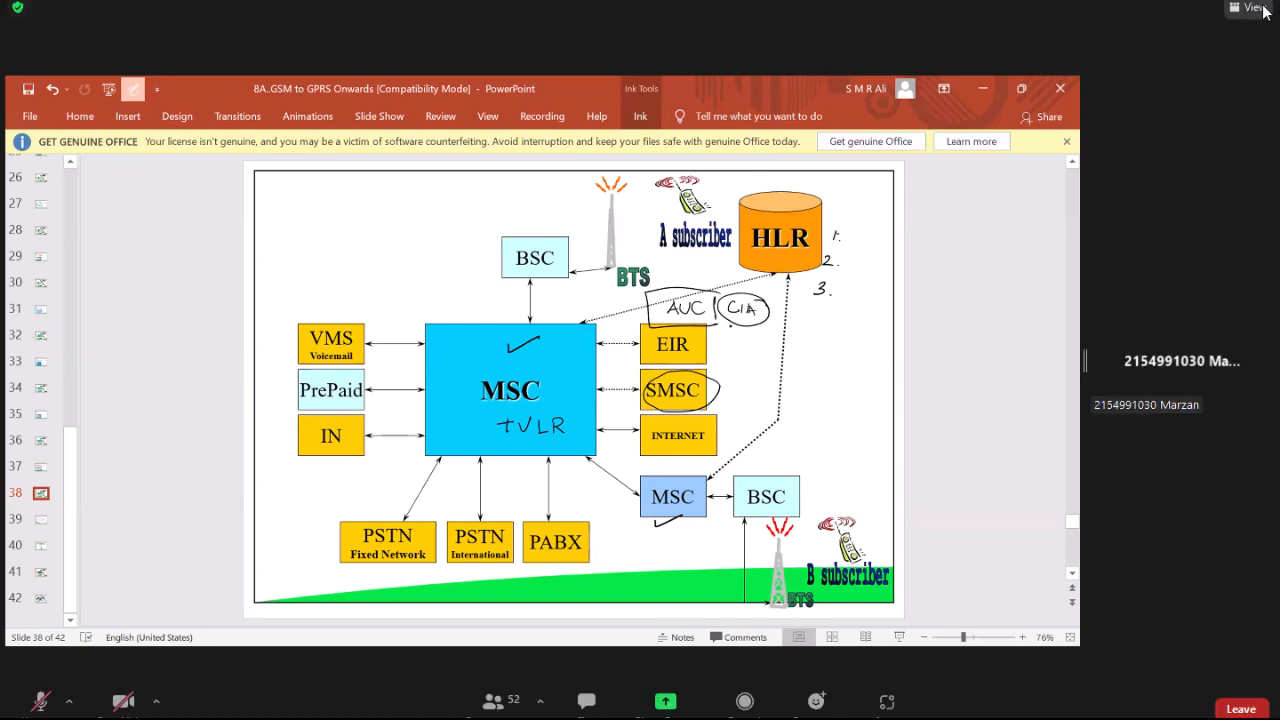 View
8A..GSM to GPRS Onwards [Compatibility Mode] - PowerPoint
Ink Tools
S M R Ali
File Home Insert Design Transitions Animations Slide Show Review View Recording Help Ink Tell me what you want to do Share
GET GENUINE OFFICE Your license isn't genuine, and you may be a victim of software counterfeiting. Avoid interruption and keep your files safe with genuine Office today. Get genuine Office Learn more
26
27
28
29
30
31
32
33
34
35
36
37
38
39
40
41
42
A subscriber
HLR
1.
2.
3.
BSC
BTS
AUC
VMS
Voicemail
EIR
PrePaid
MSC
SMSC
IN
TVLR
INTERNET
MSC
BSC
PSTN
Fixed Network
PSTN
International
PABX
B subscriber
BTS
2154991030 Ma...
2154991030 Marzan
Slide 38 of 42 English (United States) Notes Comments 76%
52
Leave